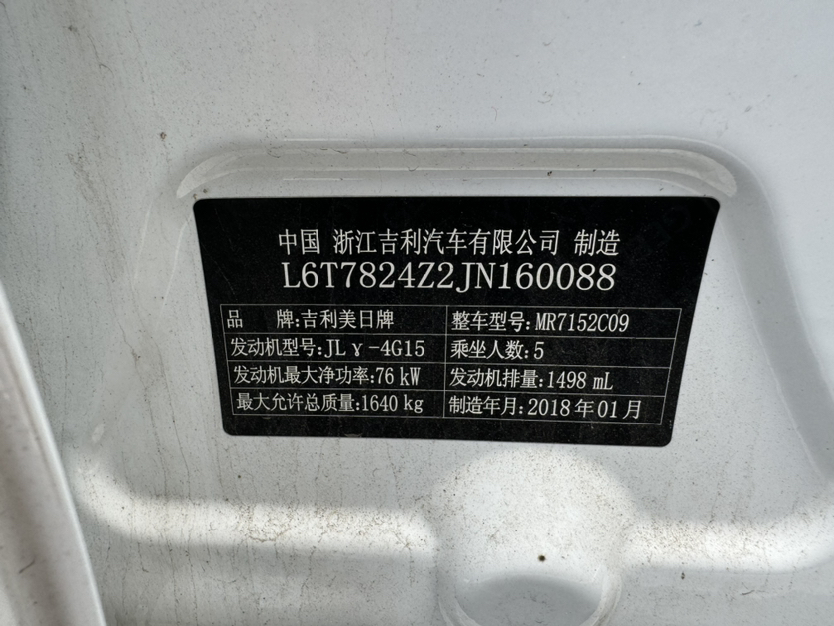 中国 浙江吉利汽车有限公司 制造
L6T7824Z2JN160088
品 牌:吉利美日牌 整车型号:MR7152C09
发动机型号:JLγ-4G15 乘坐人数:5
发动机最大净功率:76 kW 发动机排量:1498 mL
最大允许总质量:1640 kg 制造年月:2018年01月